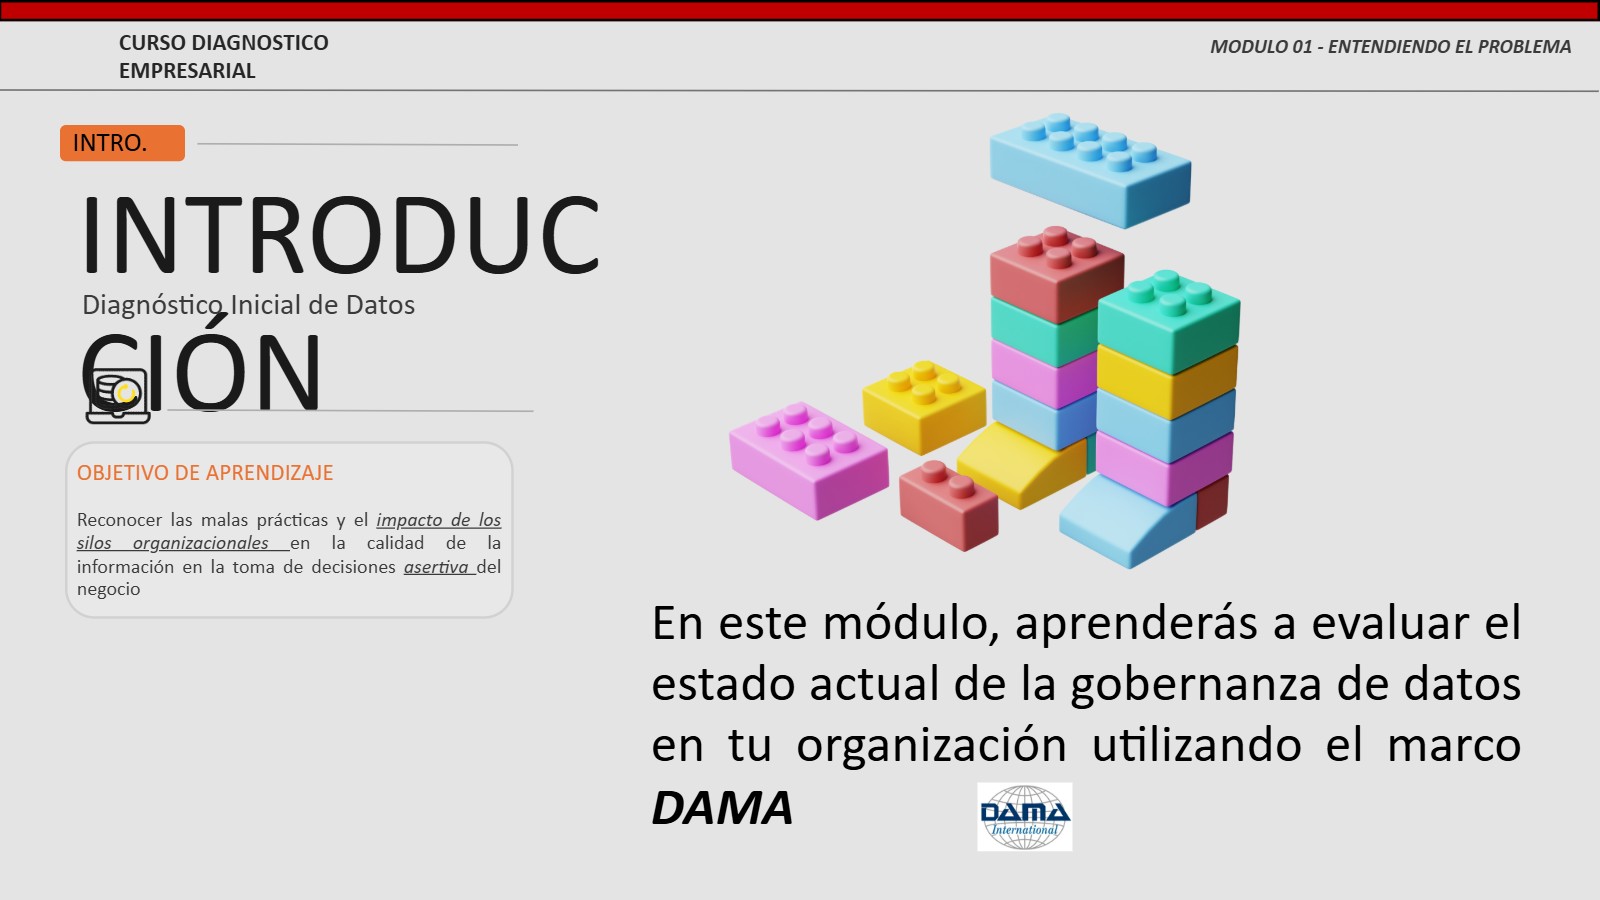 CURSO DIAGNOSTICO
EMPRESARIAL
MODULO 01 - ENTENDIENDO EL PROBLEMA
INTRO.
INTRODUC
Diagnóstico Inicial de Datos
CIÓN
OBJETIVO DE APRENDIZAJE
Reconocer las malas prácticas y el impacto de los
silos organizacionales en la calidad de la
información en la toma de decisiones asertiva del
negocio
En este módulo, aprenderás a evaluar el
estado actual de la gobernanza de datos
en tu organización utilizando el marco
DAMA
DAMA
International